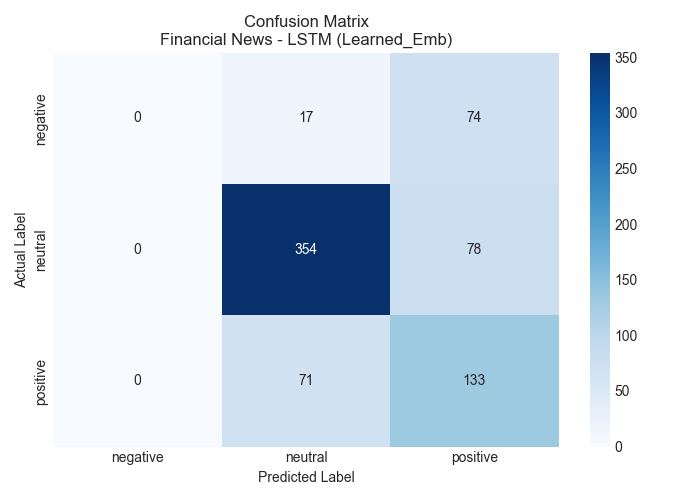 Confusion Matrix
Financial News - LSTM (Learned_Emb)
Actual Label
negative
neutral
positive
0 17 74
0 354 78
0 71 133
negative neutral positive
Predicted Label
350
300
250
200
150
100
50
0